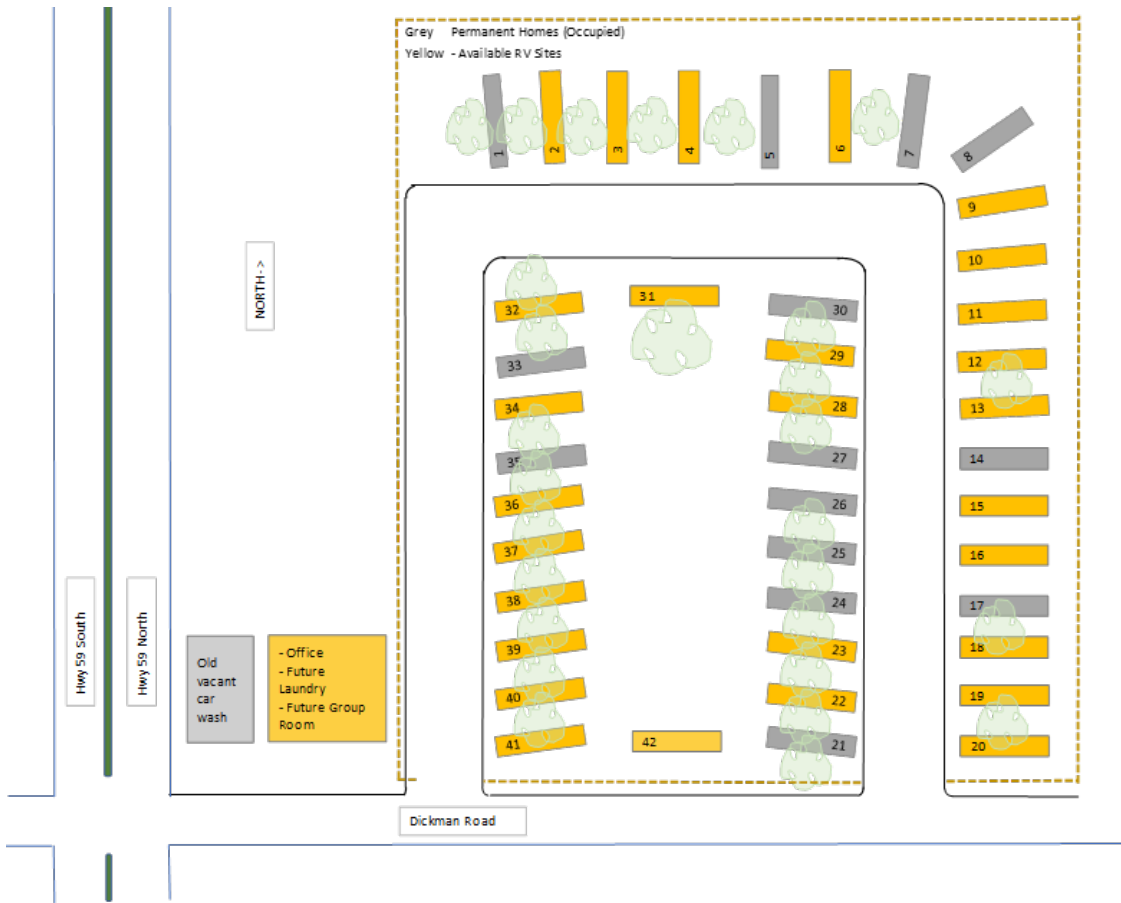 Grey Permanent Homes (Occupied)
Yellow - Available RV Sites
1
2
3
4
5
6
7
8
9
10
11
12
13
14
15
16
17
18
19
20
NORTH->
31
32
33
34
35
36
37
38
39
40
41
30
29
28
27
26
25
24
23
22
21
42
Hwy 59 South
Hwy 59 North
Old
vacant
car
wash
- Office
- Future
Laundry
- Future Group
Room
Dickman Road